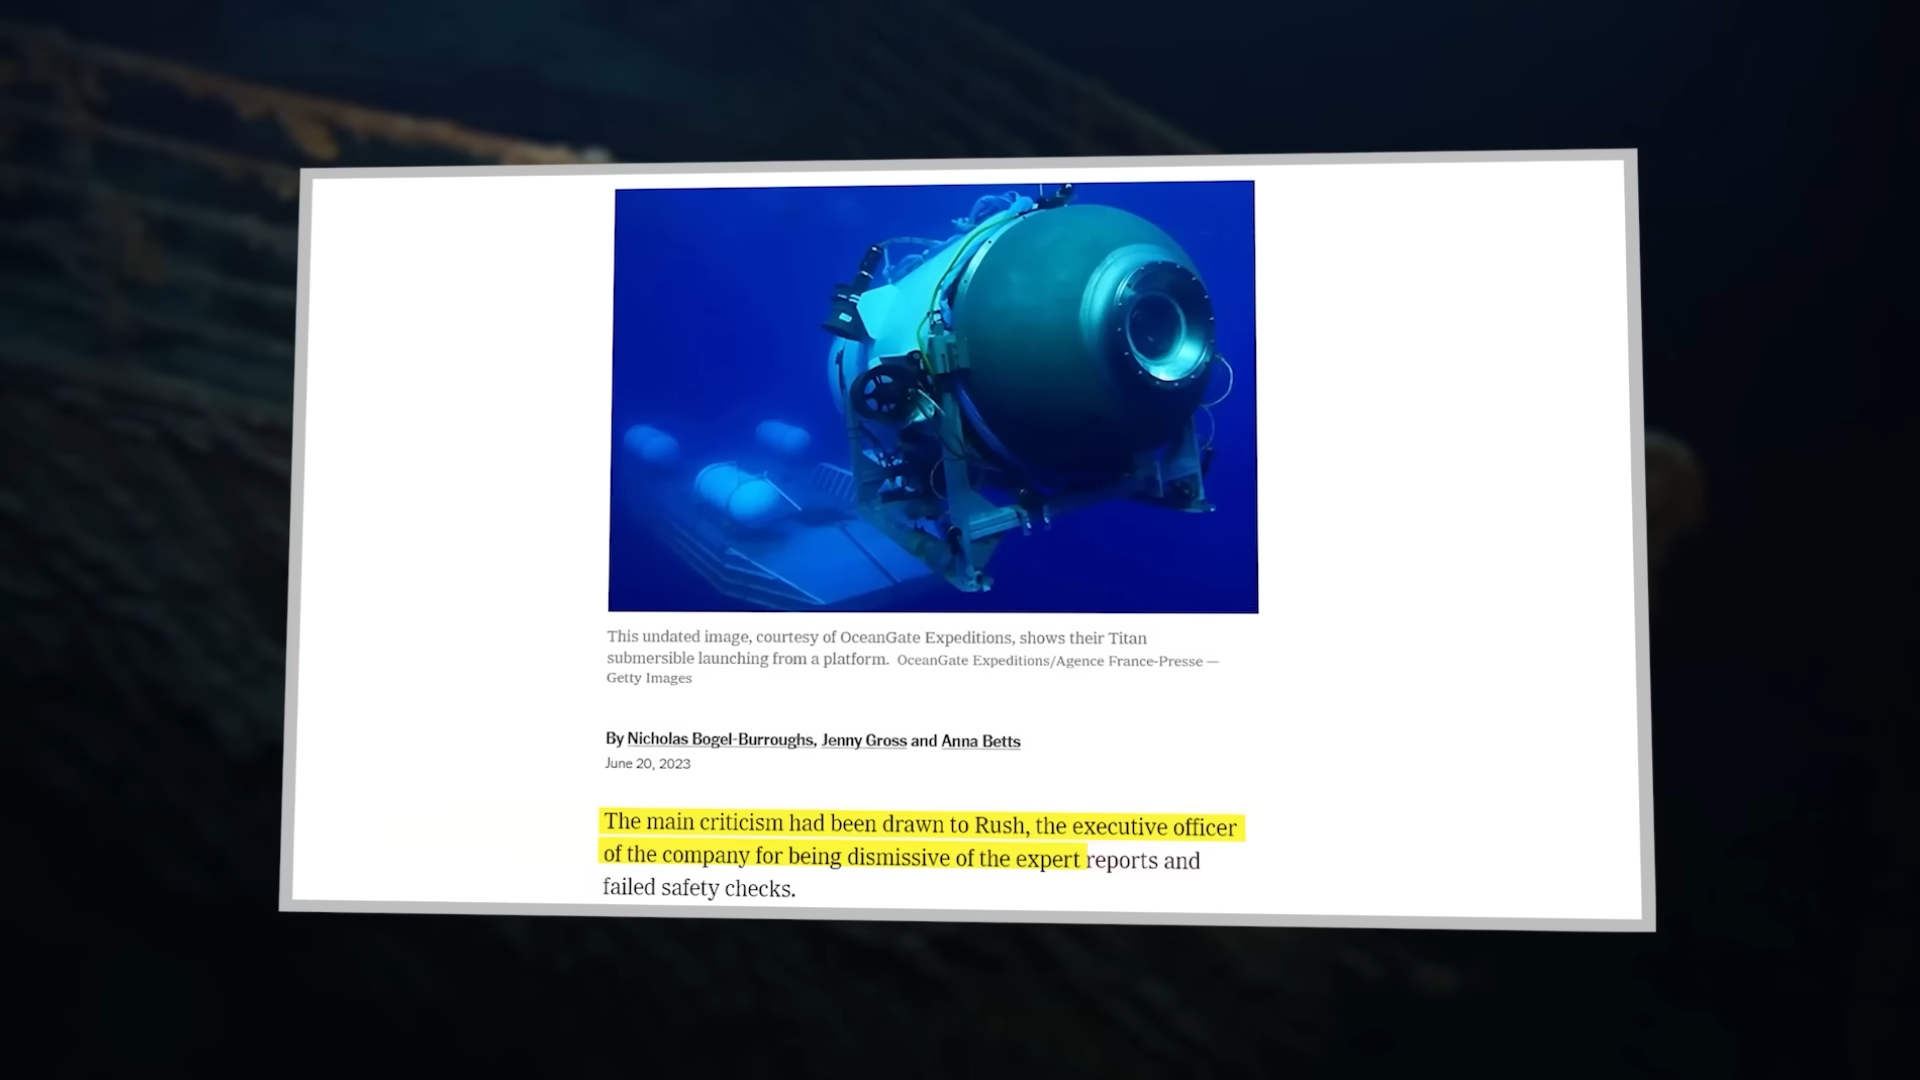 This undated image, courtesy of OceanGate Expeditions, shows their Titan
submersible launching from a platform. OceanGate Expeditions/Agence France-Presse —
Getty Images
By Nicholas Bogel-Burroughs, Jenny Gross and Anna Betts
June 20, 2023
The main criticism had been drawn to Rush, the executive officer
of the company for being dismissive of the expert reports and
failed safety checks.